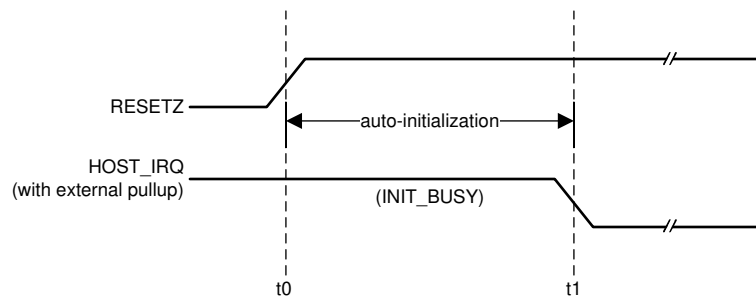 RESETZ
auto-initialization
HOST_IRQ
(with external pullup)
(INIT_BUSY)
t0
t1